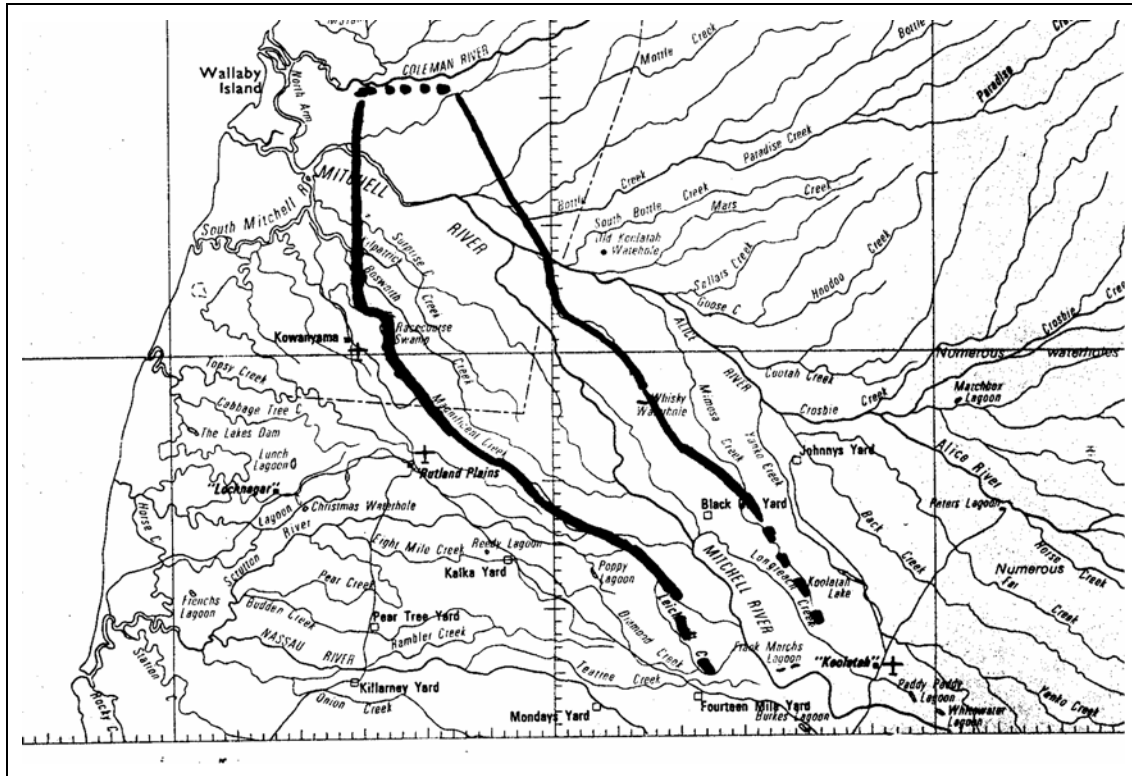 COLEMAN RIVER
Mottle Creek
Bottle
Wallaby
Island
North Arm
Paradise
Paradise Creek
MITCHELL
RIVER
Bottle Creek
South Bottle Creek
Mars Creek
Old Koolatah
Waterhole
South Mitchell R
Kilpatrick
Surprise C
Bosworth
Creek
Creek
Sellars Creek
Goose C
Hoodoo Creek
Racecourse
Swamp
Kowanyama
ALICE
RIVER
Crosbie Creek
Numerous waterholes
Topsy Creek
Cootah Creek
Matchbox
Lagoon
Cabbage Tree C
Magnificent Creek
Whisky
Waterhole
Mimosa
Creek
Yanko Creek
Crosbie Creek
The Lakes Dam
Lunch
Lagoon
Rutland Plains
Johnnys Yard
Alice River
"Locknagar"
Lagoon
Christmas Waterhole
Black Yard
Peters Lagoon
Horse C
Scrutton River
Eight Mile Creek
Reedy Lagoon
Kalka Yard
Back Creek
Horse Creek
Numerous
Poppy
Lagoon
MITCHELL RIVER
Longreach Creek
Koolatah
Lake
Pear Creek
Frenchs
Lagoon
Budden Creek
Pear Tree Yard
Rambler Creek
Diamond
Creek
Leich
NASSAU RIVER
Lagoon
"Koolatah"
Station
Teatree Creek
Killarney Yard
Onion
Creek
Paddy Paddy
Lagoon
Yanko Creek
Rocky C
Mondays Yard
Fourteen Mile Yard
Burkes Lagoon
Whitewater
Lagoon